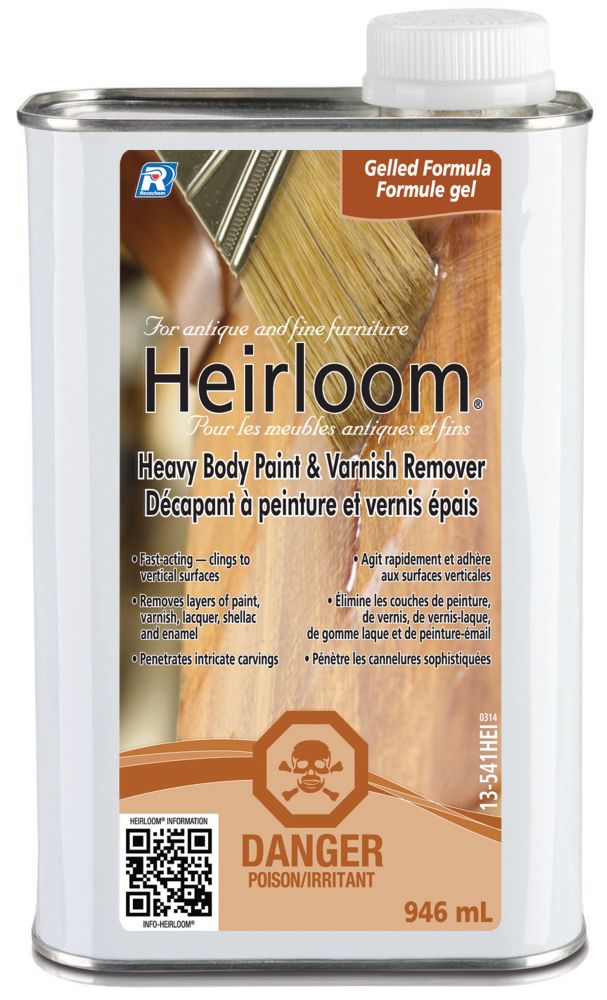 Recochem
Gelled Formula
Formule gel
For antique and fine furniture
Heirloom®
Pour les meubles antiques et fins
Heavy Body Paint & Varnish Remover
Décapant à peinture et vernis épais
• Fast-acting — clings to
vertical surfaces
• Removes layers of paint,
varnish, lacquer, shellac
and enamel
• Penetrates intricate carvings
• Agit rapidement et adhère
aux surfaces verticales
• Élimine les couches de peinture,
de vernis, de vernis-laque,
de gomme laque et de peinture-émail
• Pénètre les cannelures sophistiquées
13-541HEI 0314
HEIRLOOM® INFORMATION
INFO-HEIRLOOM®
DANGER
POISON/IRRITANT
946 mL